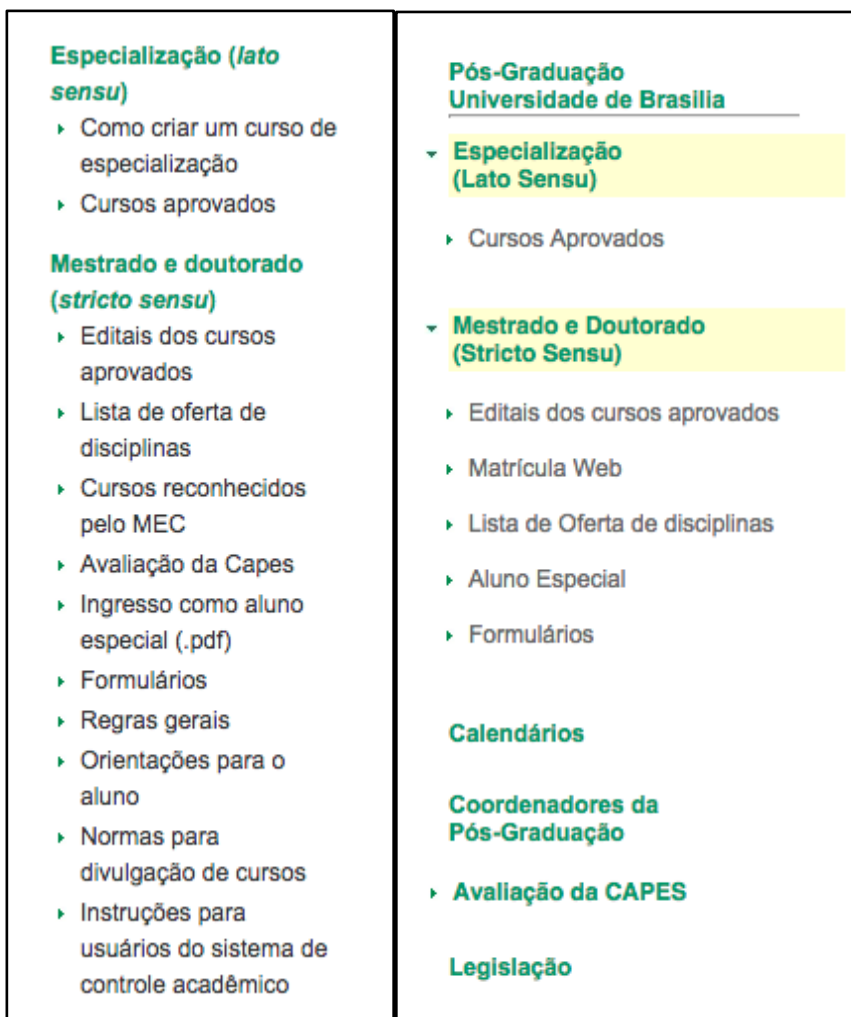 Especialização (lato
sensu)
Como criar um curso de
especialização
Cursos aprovados
Mestrado e doutorado
(stricto sensu)
Editais dos cursos
aprovados
Lista de oferta de
disciplinas
Cursos reconhecidos
pelo MEC
Avaliação da Capes
Ingresso como aluno
especial (.pdf)
Formulários
Regras gerais
Orientações para o
aluno
Normas para
divulgação de cursos
Instruções para
usuários do sistema de
controle acadêmico
Pós-Graduação
Universidade de Brasilia
Especialização
(Lato Sensu)
Cursos Aprovados
Mestrado e Doutorado
(Stricto Sensu)
Editais dos cursos aprovados
Matrícula Web
Lista de Oferta de disciplinas
Aluno Especial
Formulários
Calendários
Coordenadores da
Pós-Graduação
Avaliação da CAPES
Legislação